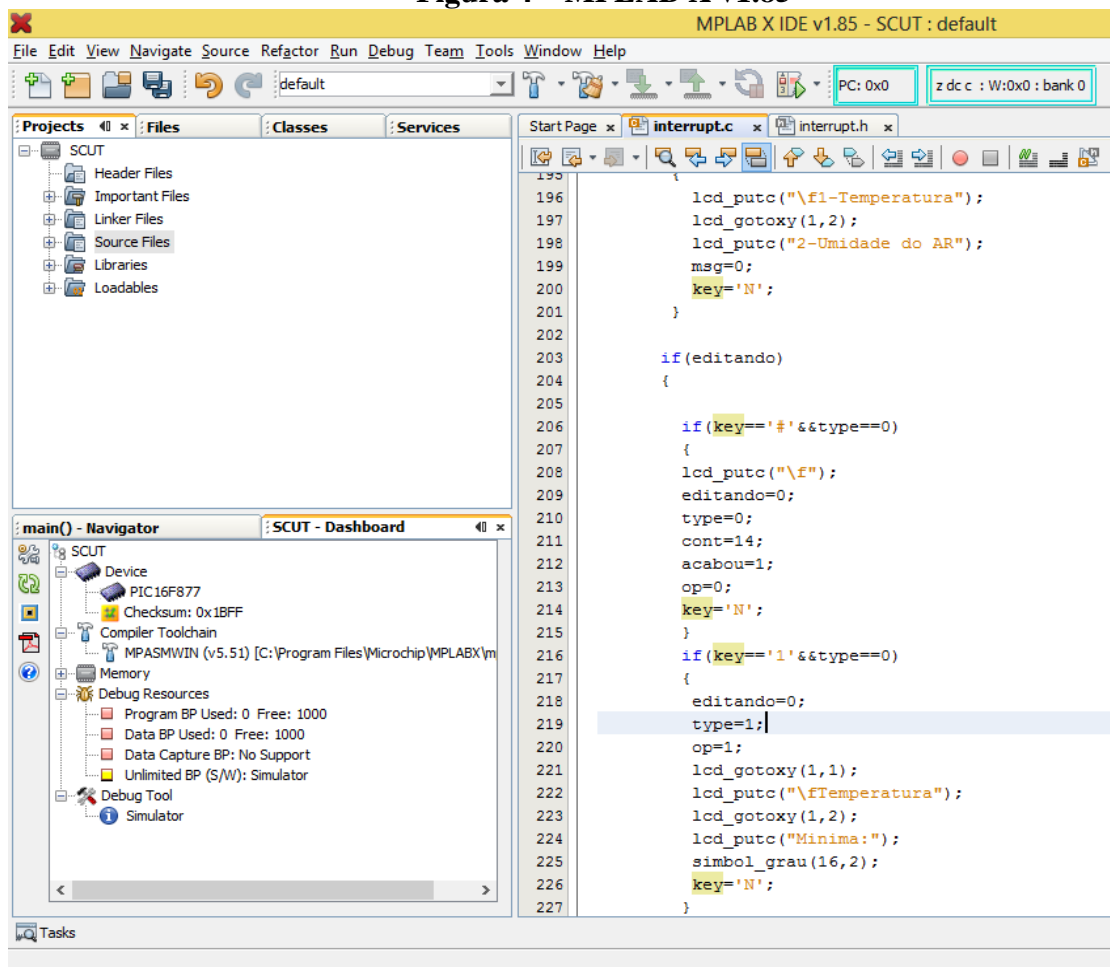 Figura 4 – MPLAB X v1.85
MPLAB X IDE v1.85 - SCUT : default
File Edit View Navigate Source Refactor Run Debug Team Tools Window Help
default PC: 0x0 z dc c : W:0x0 : bank 0
Projects Files Classes Services
SCUT
Header Files
Important Files
Linker Files
Source Files
Libraries
Loadables
main() - Navigator SCUT - Dashboard
SCUT
Device
PIC16F877
Checksum: 0x1BFF
Compiler Toolchain
MPASMWIN (v5.51) [C:\Program Files\Microchip\MPLABX\m
Memory
Debug Resources
Program BP Used: 0 Free: 1000
Data BP Used: 0 Free: 1000
Data Capture BP: No Support
Unlimited BP (S/W): Simulator
Debug Tool
Simulator
Start Page interrupt.c interrupt.h
195 {
196 lcd_putc("\f1-Temperatura");
197 lcd_gotoxy(1,2);
198 lcd_putc("2-Umidade do AR");
199 msg=0;
200 key='N';
201 }
202
203 if(editando)
204 {
205
206 if(key=='#'&&type==0)
207 {
208 lcd_putc("\f");
209 editando=0;
210 type=0;
211 cont=14;
212 acabou=1;
213 op=0;
214 key='N';
215 }
216 if(key=='1'&&type==0)
217 {
218 editando=0;
219 type=1;
220 op=1;
221 lcd_gotoxy(1,1);
222 lcd_putc("\fTemperatura");
223 lcd_gotoxy(1,2);
224 lcd_putc("Minima:");
225 simbol_grau(16,2);
226 key='N';
227 }
Tasks